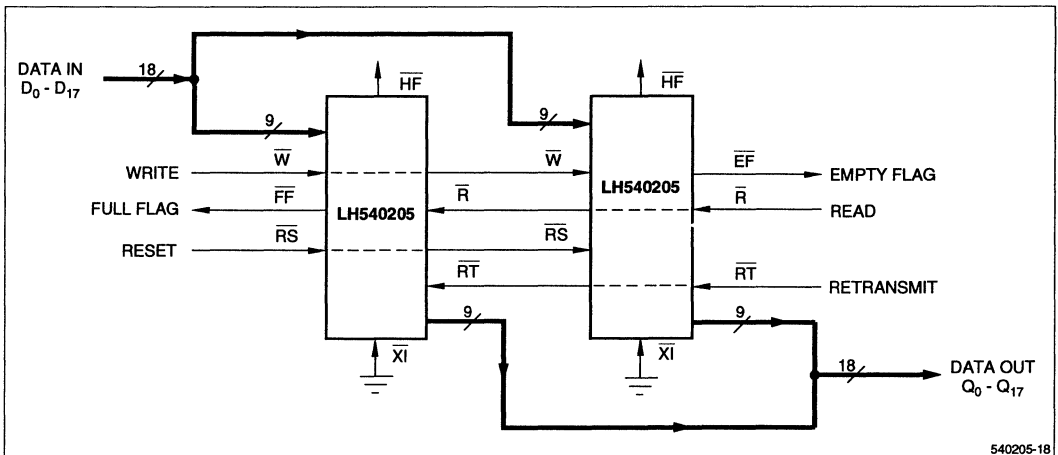 DATA IN
D0 - D17
18
9
9
HF
HF
WRITE
W
W
EF
EMPTY FLAG
LH540205
LH540205
FULL FLAG
FF
R
R
READ
RESET
RS
RS
RT
RT
RETRANSMIT
9
9
XI
XI
18
DATA OUT
Q0 - Q17
540205-18